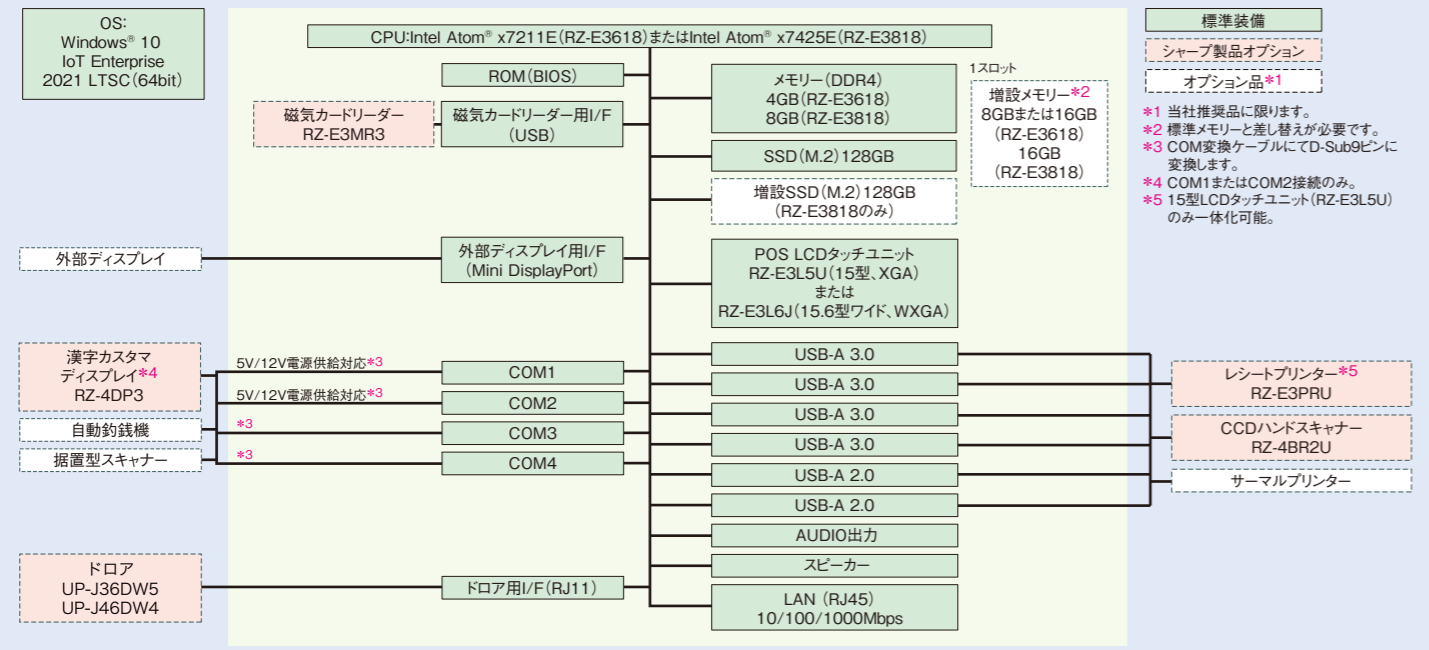 OS:
Windows® 10
IoT Enterprise
2021 LTSC(64bit)
CPU:Intel Atom® x7211E(RZ-E3618)またはIntel Atom® x7425E(RZ-E3818)
標準装備
シャープ製品オプション
オプション品*1
*1 当社推奨品に限ります。
*2 標準メモリーと差し替えが必要です。
*3 COM変換ケーブルにてD-Sub9ピンに
変換します。
*4 COM1またはCOM2接続のみ。
*5 15型LCDタッチユニット(RZ-E3L5U)
のみ一体化可能。
ROM(BIOS)
磁気カードリーダー
RZ-E3MR3
磁気カードリーダー用I/F
(USB)
メモリー(DDR4)
4GB(RZ-E3618)
8GB(RZ-E3818)
1スロット
増設メモリー*2
8GBまたは16GB
(RZ-E3618)
16GB
(RZ-E3818)
SSD(M.2)128GB
増設SSD(M.2)128GB
(RZ-E3818のみ)
外部ディスプレイ
外部ディスプレイ用I/F
(Mini DisplayPort)
POS LCDタッチユニット
RZ-E3L5U(15型、XGA)
または
RZ-E3L6J(15.6型ワイド、WXGA)
漢字カスタマ
ディスプレイ*4
RZ-4DP3
自動釣銭機
据置型スキャナー
5V/12V電源供給対応*3
5V/12V電源供給対応*3
*3
*3
COM1
COM2
COM3
COM4
USB-A 3.0
USB-A 3.0
USB-A 3.0
USB-A 3.0
USB-A 2.0
USB-A 2.0
AUDIO出力
スピーカー
LAN (RJ45)
10/100/1000Mbps
レシートプリンター*5
RZ-E3PRU
CCDハンドスキャナー
RZ-4BR2U
サーマルプリンター
ドロア
UP-J36DW5
UP-J46DW4
ドロア用I/F(RJ11)